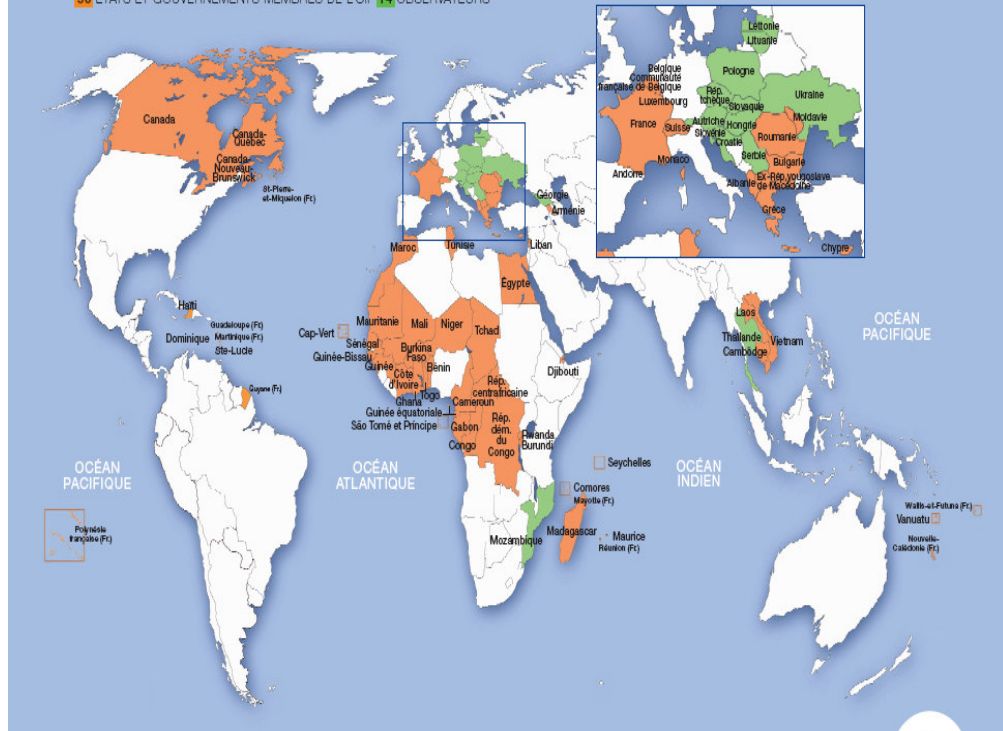 56 ÉTATS ET GOUVERNEMENTS MEMBRES DE L'OIF 14 OBSERVATEURS
Lettonie
Lituanie
Belgique
Communauté
française de Belgique
Pologne
Luxembourg
Rép.
tchèque
Slovaquie
Ukraine
France
Suisse
Autriche
Slovénie
Hongrie
Moldavie
Croatie
Roumanie
Serbie
Monaco
Bulgarie
Andorre
Albanie
Ex-Rép. yougoslave
de Macédoine
Grèce
Chypre
Canada
Canada-
Québec
Canada-
Nouveau-
Brunswick
St-Pierre-
et-Miquelon (Fr.)
Géorgie
Arménie
Maroc
Tunisie
Liban
Égypte
Haïti
Guadeloupe (Fr.)
Dominique
Martinique (Fr.)
Ste-Lucie
Guyane (Fr.)
Cap-Vert
Mauritanie
Mali
Niger
Tchad
Sénégal
Guinée-Bissau
Guinée
Burkina
Faso
Bénin
Côte
d'Ivoire
Togo
Ghana
Guinée équatoriale
São Tomé et Príncipe
Cameroun
Rép.
centrafricaine
Djibouti
Gabon
Congo
Rép.
dém.
du
Congo
Rwanda
Burundi
Seychelles
Comores
Mayotte (Fr.)
Mozambique
Madagascar
Maurice
Réunion (Fr.)
Laos
Thaïlande
Vietnam
Cambodge
OCÉAN
PACIFIQUE
OCÉAN
PACIFIQUE
OCÉAN
ATLANTIQUE
OCÉAN
INDIEN
Polynésie
française (Fr.)
Wallis-et-Futuna (Fr.)
Vanuatu
Nouvelle-
Calédonie (Fr.)